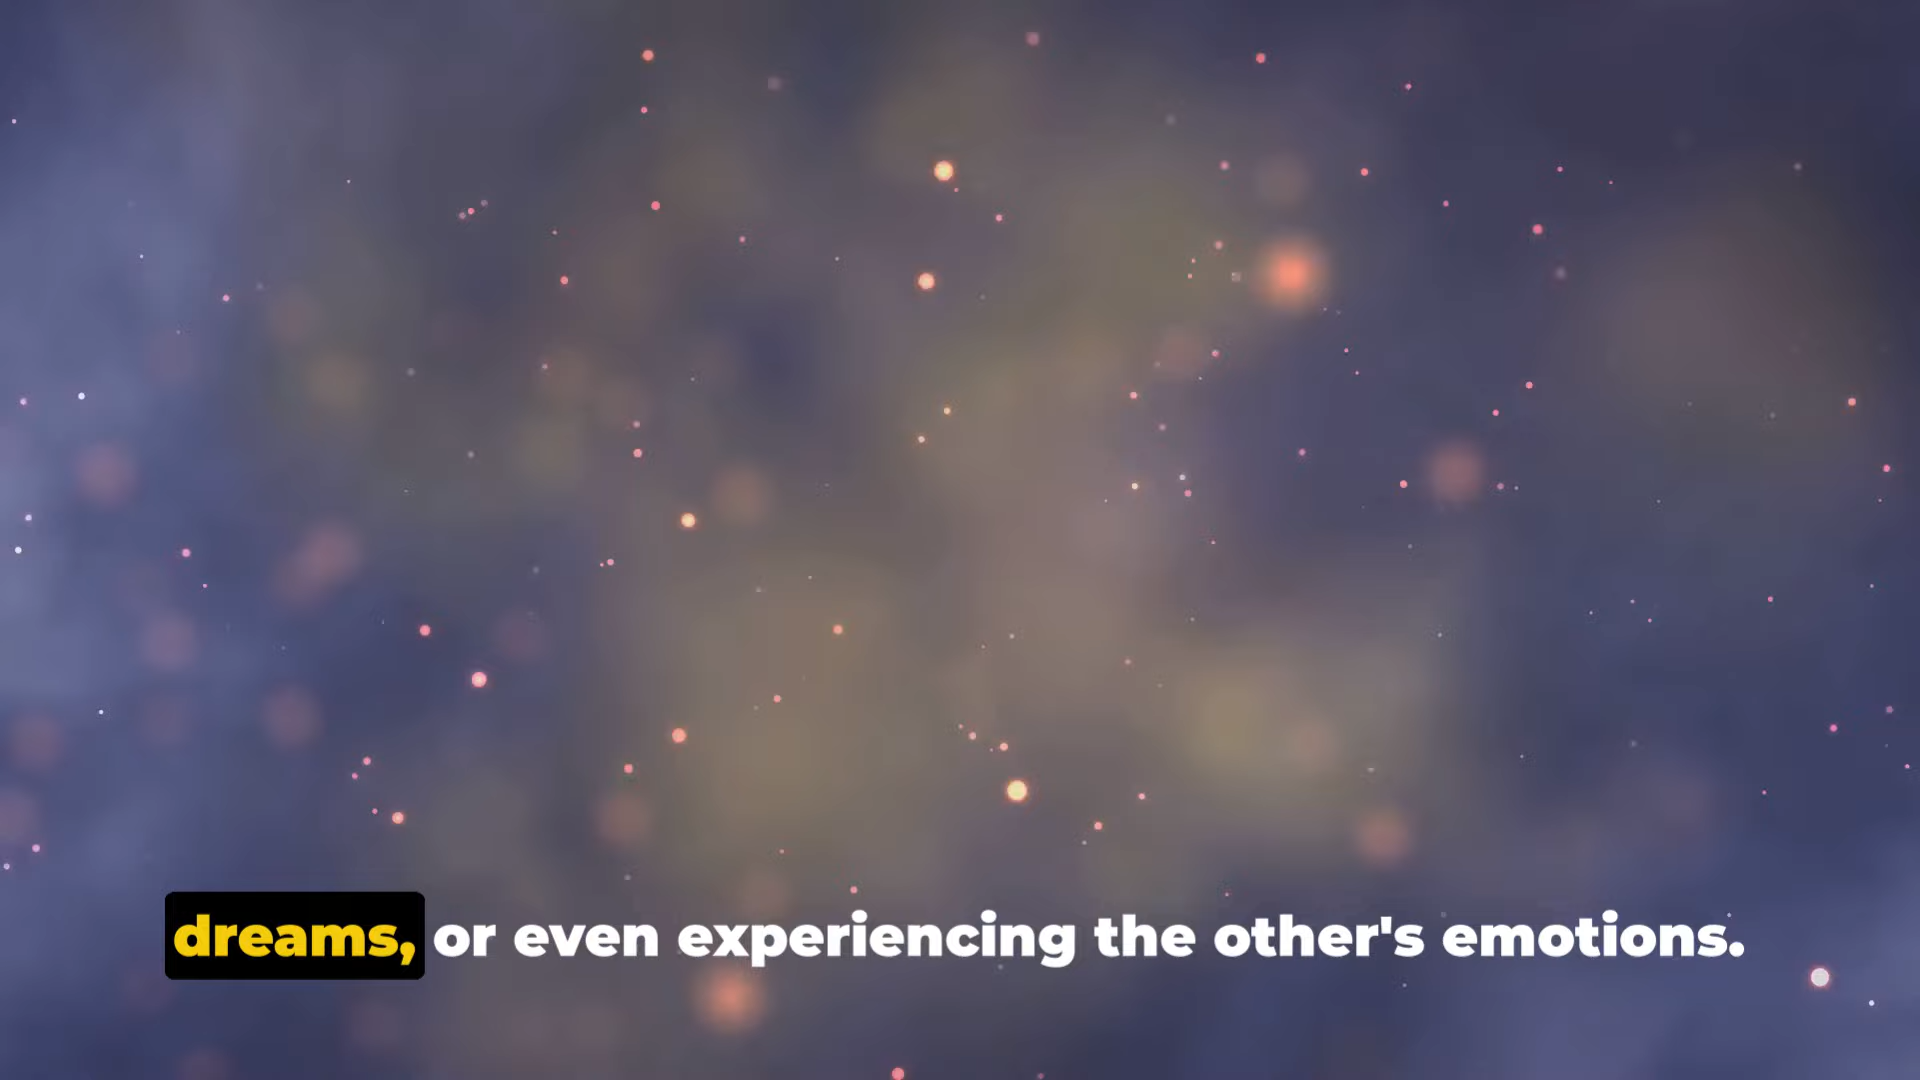 dreams, or even experiencing the other's emotions.